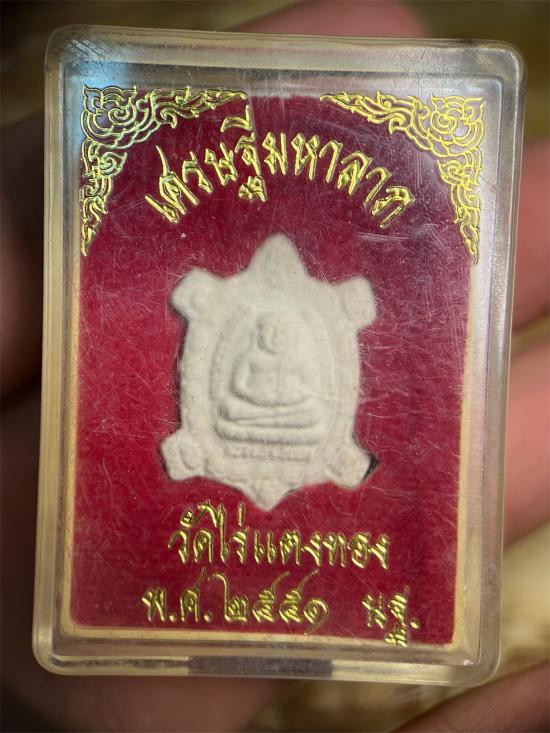 เศรษฐีมหาลาภ
วัดไร่แตงทอง
พ.ศ.๒๕๕๑ นฐ.